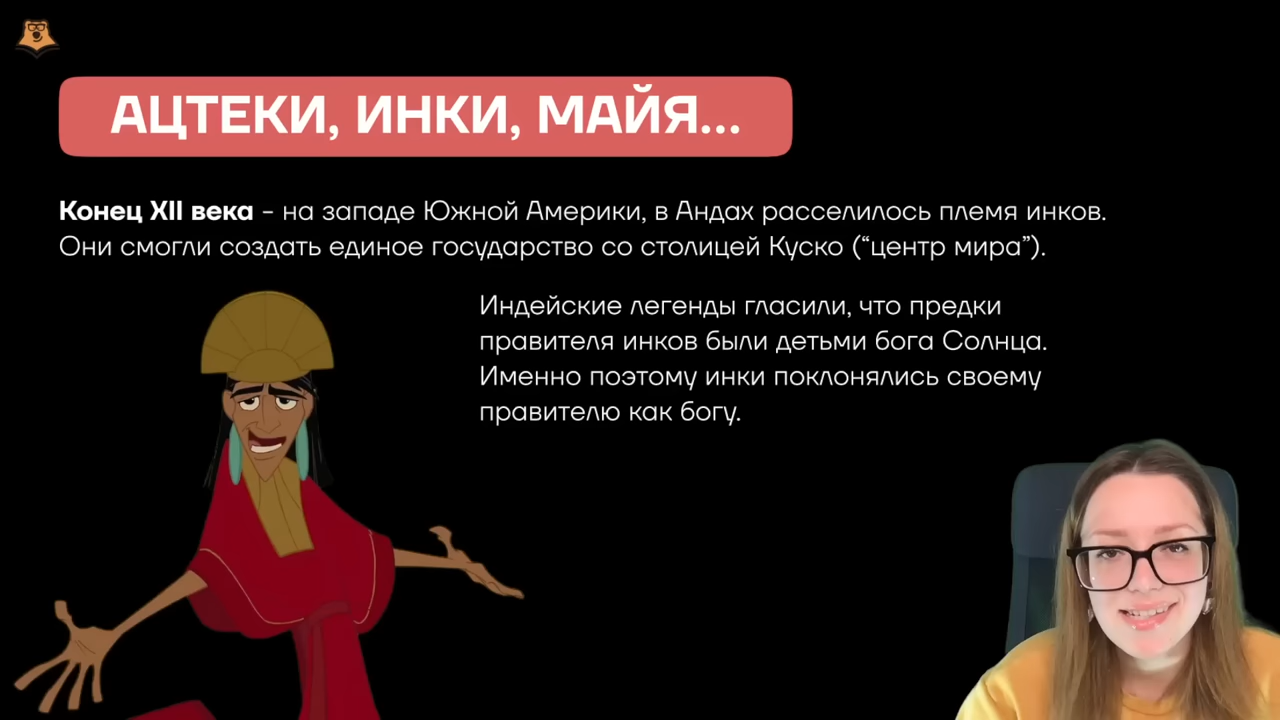 АЦТЕКИ, ИНКИ, МАЙЯ...
Конец XII века - на западе Южной Америки, в Андах расселилось племя инков.
Они смогли создать единое государство со столицей Куско (“центр мира”).
Индейские легенды гласили, что предки
правителя инков были детьми бога Солнца.
Именно поэтому инки поклонялись своему
правителю как богу.